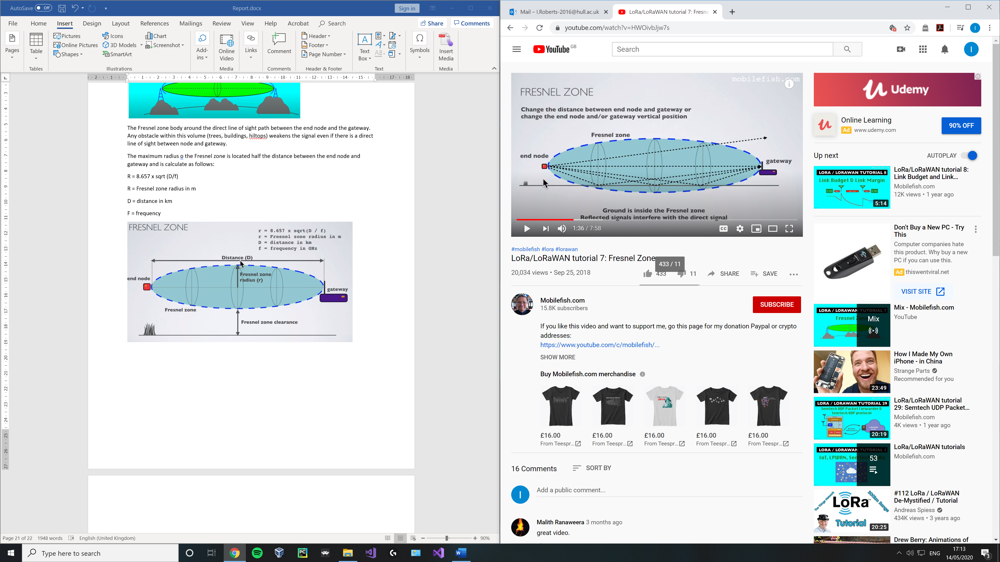 AutoSave Off
Report.docx
Sign in
File Home Insert Design Layout References Mailings Review View Help Acrobat Search
Share Comments
Pages
Table
Tables
Pictures
Online Pictures
Shapes
Icons
3D Models
SmartArt
Chart
Screenshot
Illustrations
Add-
ins
Online
Video
Media
Links
Comment
Comments
Header
Footer
Page Number
Header & Footer
Text
Box
Text
Symbols
Insert
Media
Media
The Fresnel zone body around the direct line of sight path between the end node and the gateway.
Any obstacle within this volume (trees, buildings, hiltops) weakens the signal even if there is a direct
line of sight between node and gateway.
The maximum radius o the Fresnel zone is located half the distance between the end node and
gateway and is calculate as follows:
R = 8.657 x sqrt (D/f)
R = Fresnel zone radius in m
D = distance in km
F = frequency
FRESNEL ZONE
r = 8.657 x sqrt(D / f)
r = Fresnel zone radius in m
D = distance in km
f = frequency in GHz
Distance (D)
Fresnel zone
radius (r)
end node
gateway
Fresnel zone
Fresnel zone clearance
Page 21 of 22 1948 words English (United Kingdom)
90%
Mail – I.Roberts-2016@hull.ac.uk
LoRa/LoRaWAN tutorial 7: Fresne
youtube.com/watch?v=HWOivbJjw7s
YouTube GB
Search
mobilefish.com
FRESNEL ZONE
Change the distance between end node and gateway or
change the end node and/or gateway vertical position
Fresnel zone
end node
gateway
Ground is inside the Fresnel zone
Reflected signals interfere with the direct signal
1:36 / 7:58
CC
#mobilefish #lora #lorawan
LoRa/LoRaWAN tutorial 7: Fresnel Zone
433 / 11
20,034 views • Sep 25, 2018
433 11 SHARE SAVE
Mobilefish.com
15.8K subscribers
SUBSCRIBE
If you like this video and want to support me, go this page for my donation Paypal or crypto
addresses:
https://www.youtube.com/c/mobilefish/...
SHOW MORE
Buy Mobilefish.com merchandise
Java
£16.00 £16.00 £16.00 £16.00 £16.00
From Teespr... From Teespr... From Teespr... From Teespr... From Teespr...
16 Comments SORT BY
Add a public comment...
Malith Ranaweera 3 months ago
great video.
Udemy
Online Learning
Ad www.udemy.com
90% OFF
Up next
AUTOPLAY
LORA / LORAWAN TUTORIAL 8
Link Budget & Link Margin
5:14
LoRa/LoRaWAN tutorial 8:
Link Budget and Link...
Mobilefish.com
12K views • 1 year ago
Don't Buy a New PC - Try
This
Computer companies hate
this product. Why buy a new
PC if you can use this.
Ad thiswentviral.net
VISIT SITE
LORA / LORAWAN TUTORIAL 7
Mix
Mix - Mobilefish.com
YouTube
How I Made My Own
iPhone - in China
Strange Parts
Recommended for you
23:49
LORA / LORAWAN TUTORIAL 29
Semtech UDP Packet Forwarder &
Semtech UDP protocol
20:19
LoRa/LoRaWAN tutorial
29: Semtech UDP Packet...
Mobilefish.com
4K views • 1 year ago
LORA / LORAWAN TUTORIAL 1
53
LoRa/LoRaWAN tutorials
Mobilefish.com
The Things Network
LoRa
300km Range
Tutorial
20:25
#112 LoRa / LoRaWAN
De-Mystified / Tutorial
Andreas Spiess
434K views • 3 years ago
Drew Berry: Animations of
Type here to search
ENG
17:13
14/05/2020
3